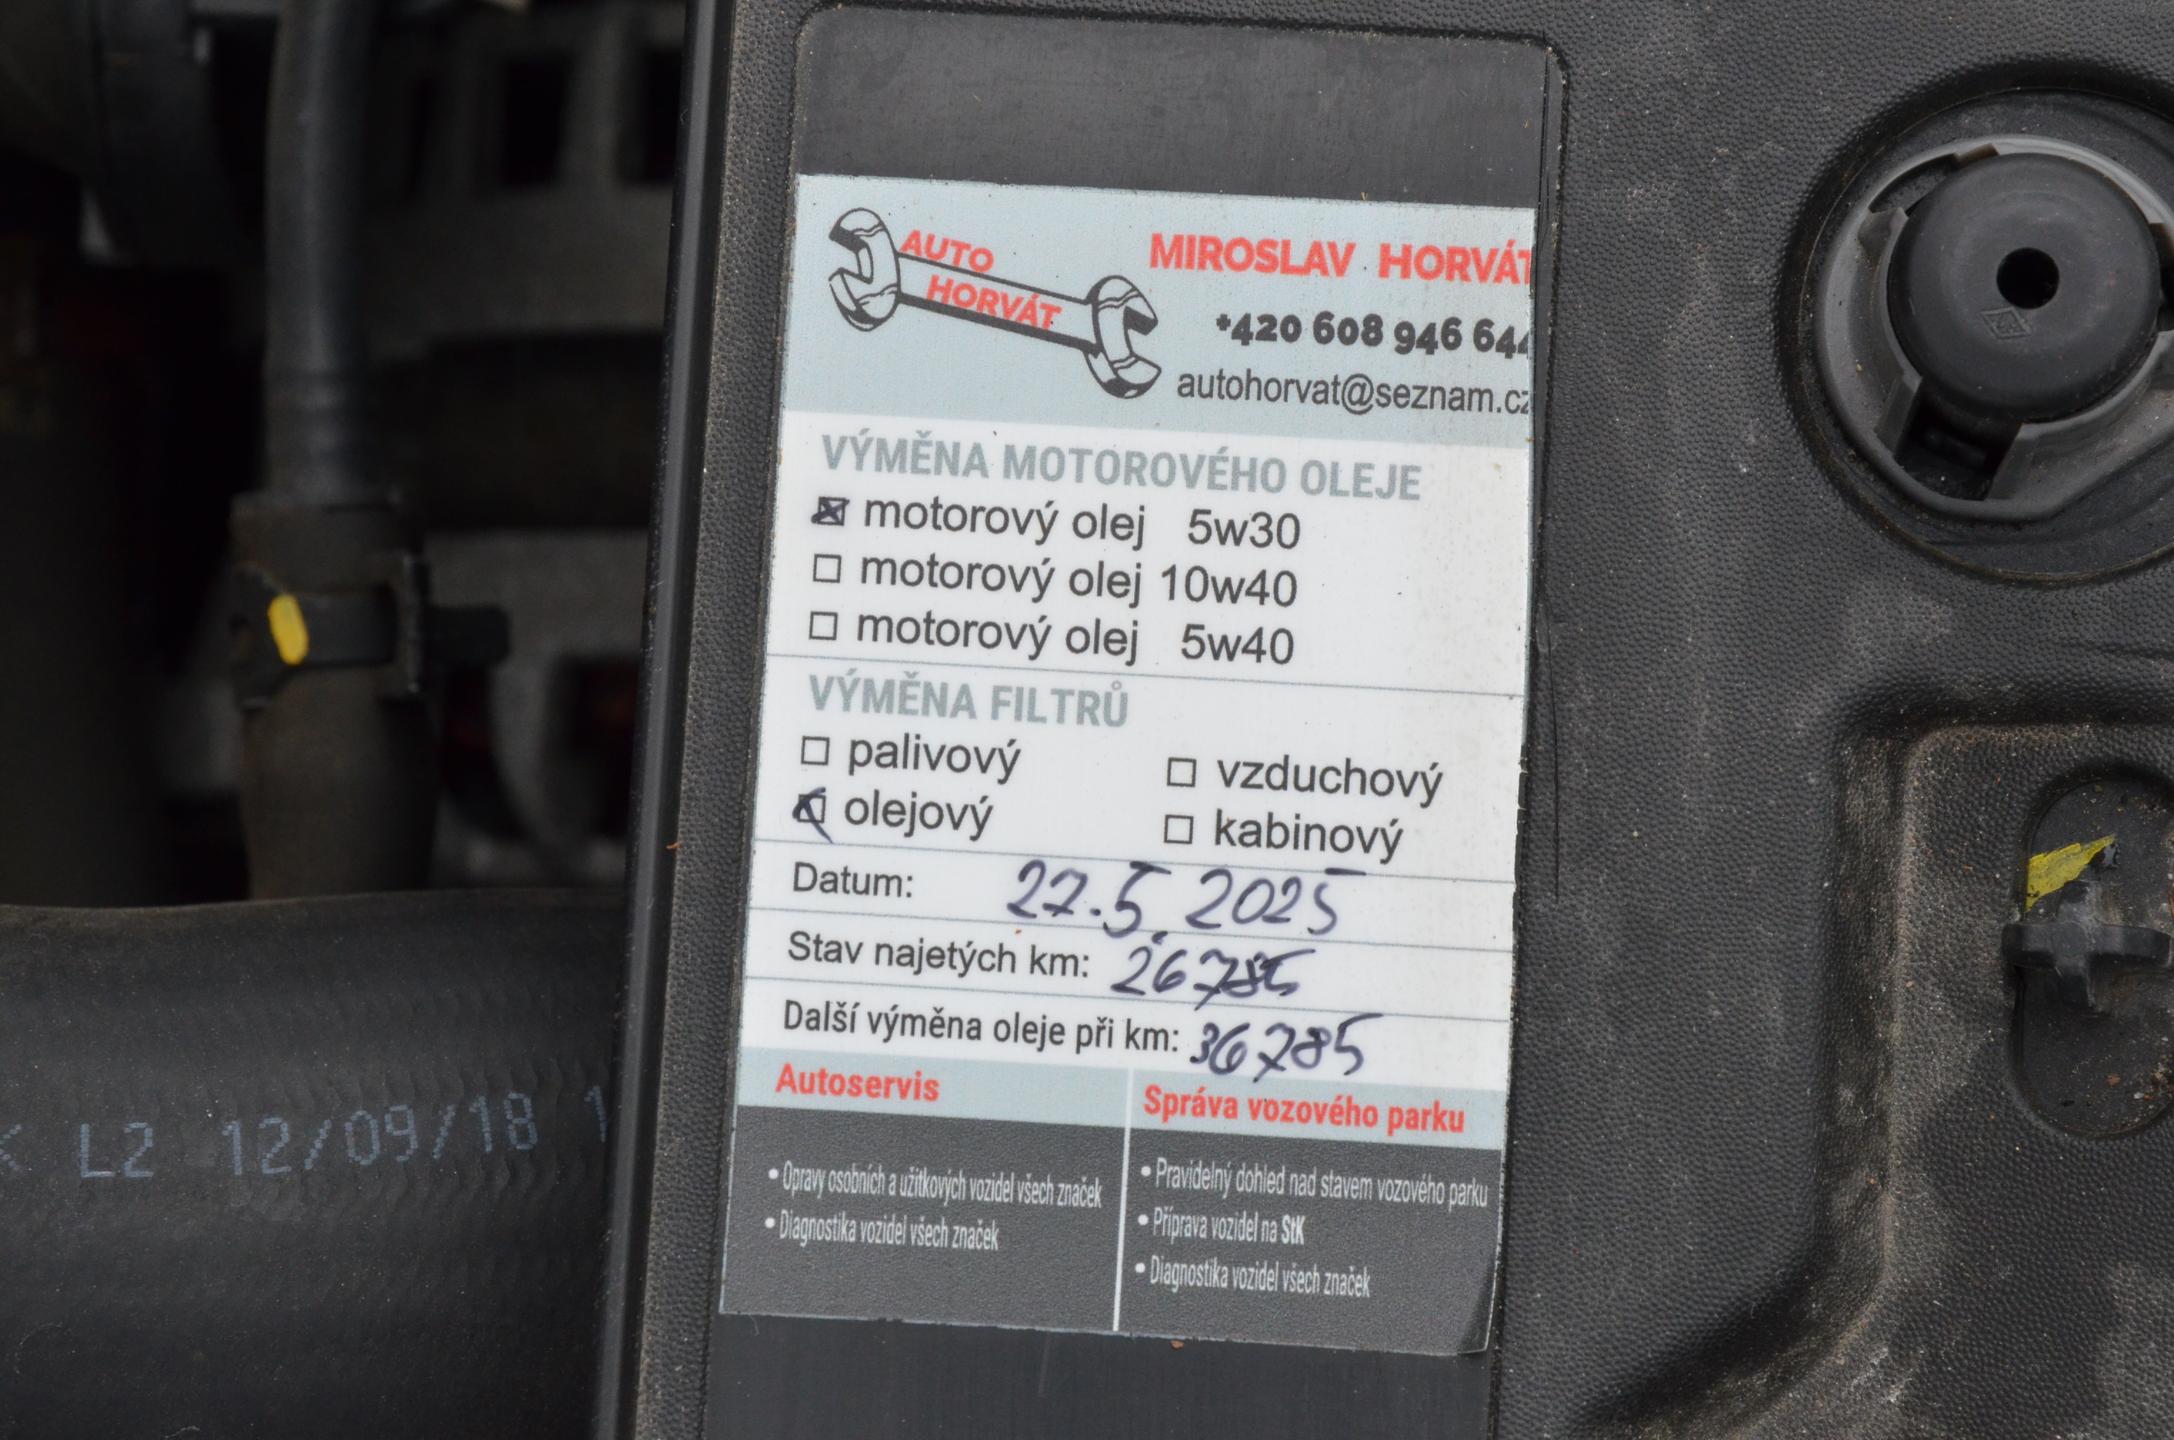 AUTO
HORVÁT
MIROSLAV HORVÁT
+420 608 946 644
autohorvat@seznam.cz
VÝMĚNA MOTOROVÉHO OLEJE
motorový olej 5w30
motorový olej 10w40
motorový olej 5w40
VÝMĚNA FILTRŮ
palivový
vzduchový
olejový
kabinový
Datum: 27.5.2025
Stav najetých km: 26785
Další výměna oleje při km: 36785
Autoservis
• Opravy osobních a užitkových vozidel všech značek
• Diagnostika vozidel všech značek
Správa vozového parku
• Pravidelný dohled nad stavem vozového parku
• Příprava vozidel na StK
• Diagnostika vozidel všech značek
L2 12/09/18 1